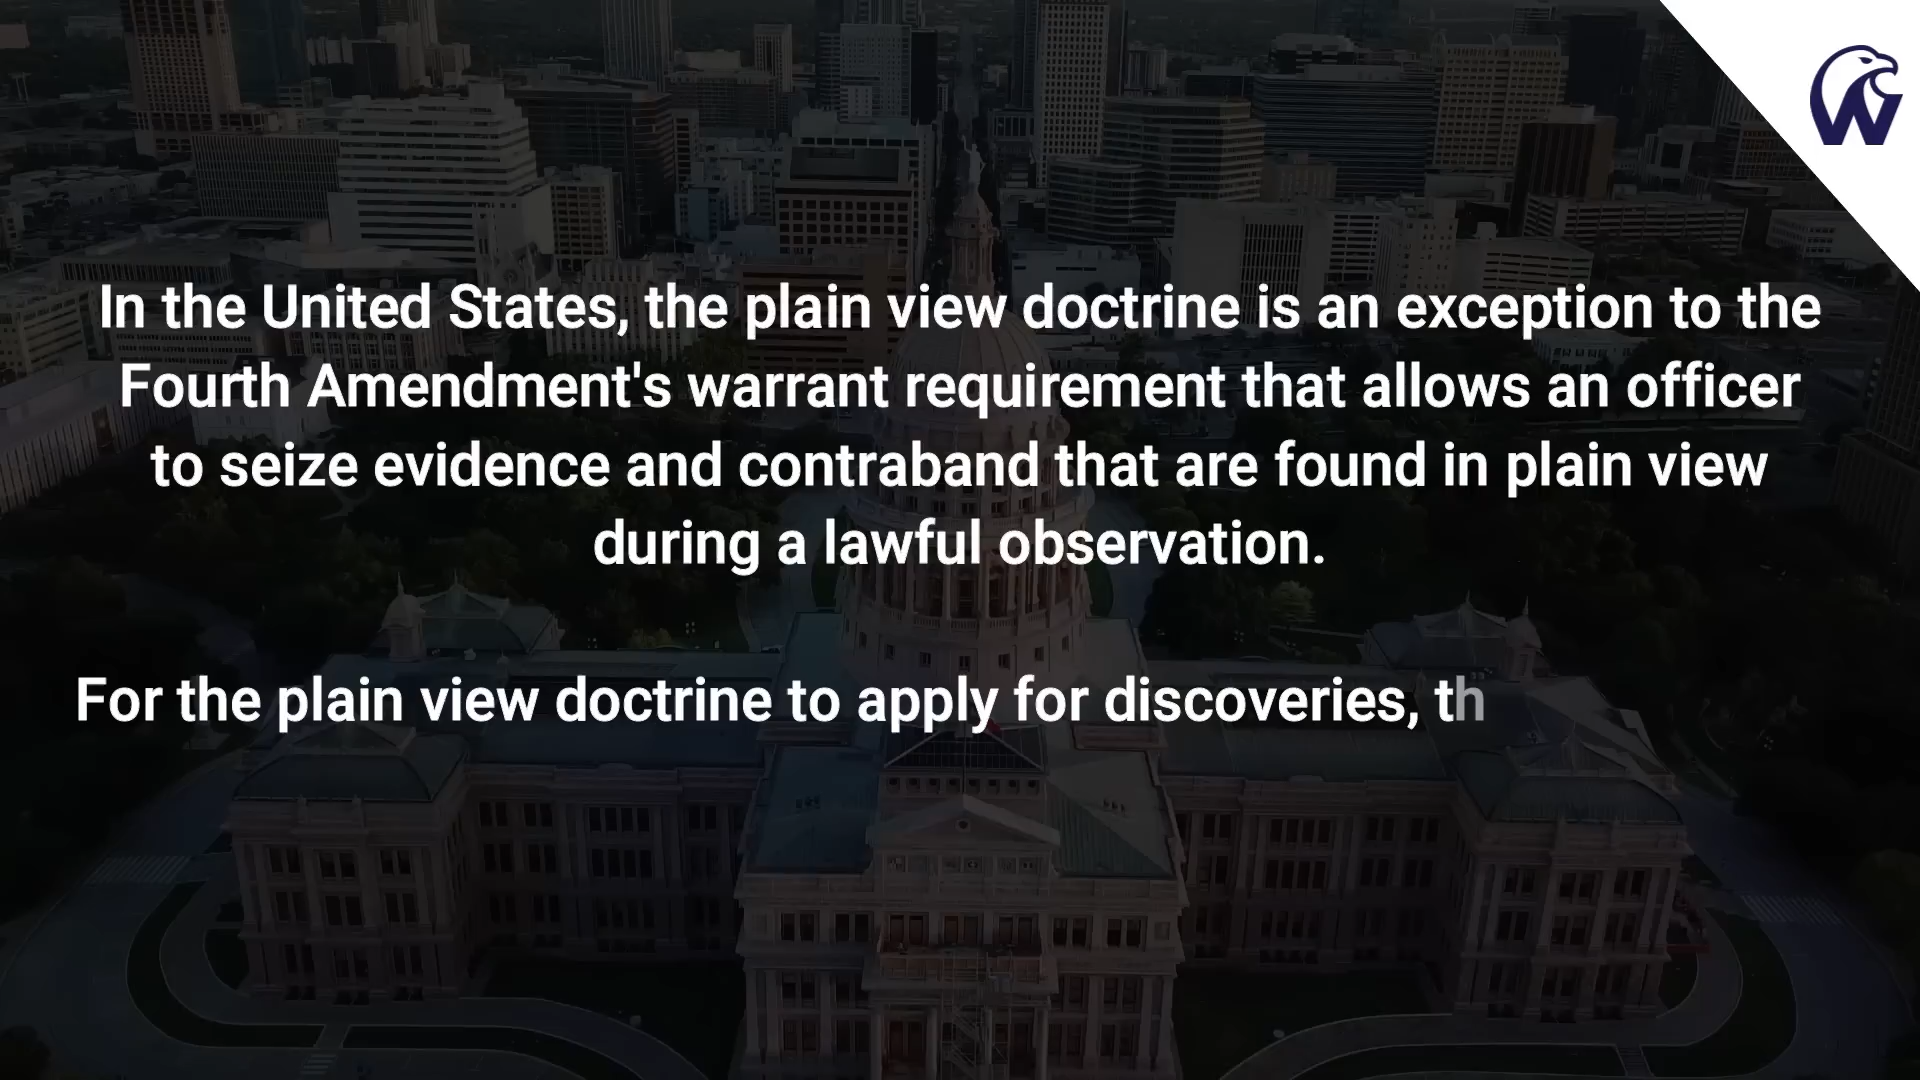 In the United States, the plain view doctrine is an exception to the
Fourth Amendment's warrant requirement that allows an officer
to seize evidence and contraband that are found in plain view
during a lawful observation.
For the plain view doctrine to apply for discoveries, th